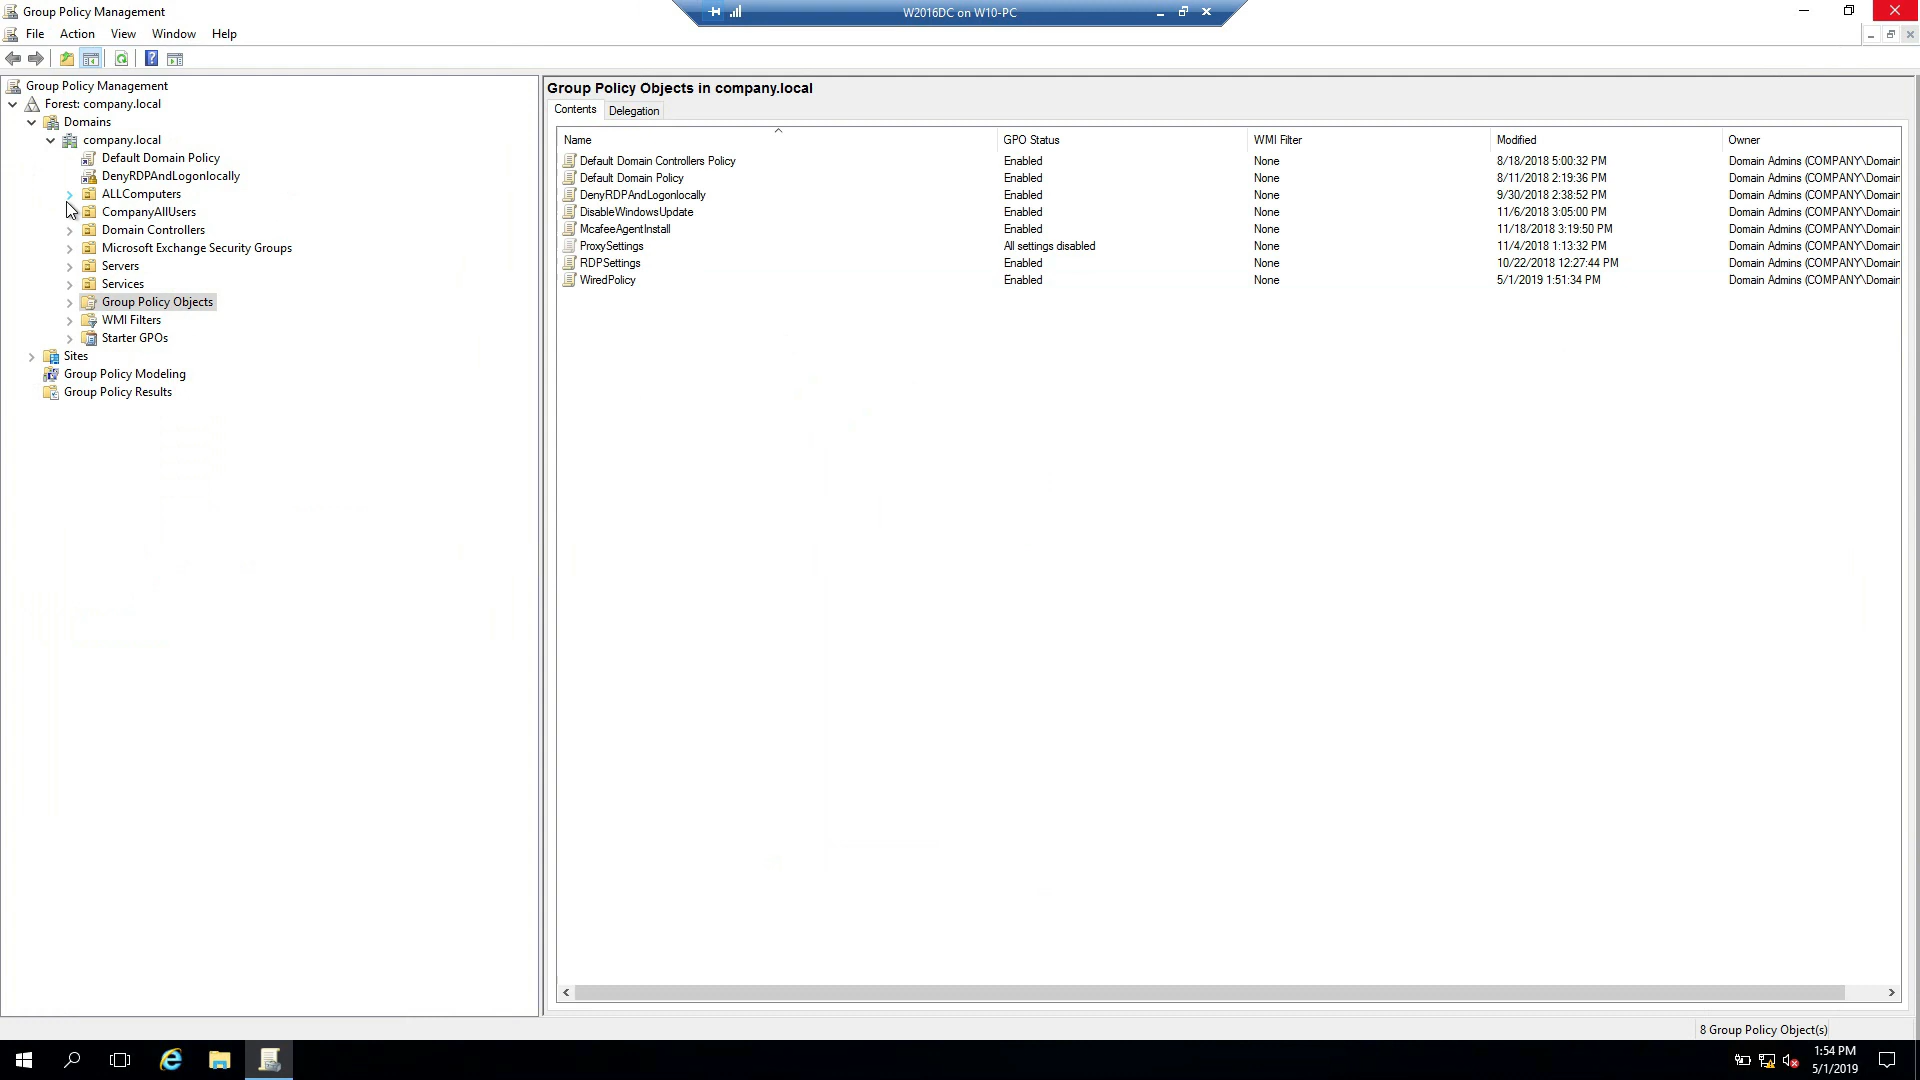 Group Policy Management
W2016DC on W10-PC
File Action View Window Help
Group Policy Management
Forest: company.local
Domains
company.local
Default Domain Policy
DenyRDPAndLogonlocally
ALLComputers
CompanyAllUsers
Domain Controllers
Microsoft Exchange Security Groups
Servers
Services
Group Policy Objects
WMI Filters
Starter GPOs
Sites
Group Policy Modeling
Group Policy Results
Group Policy Objects in company.local
Contents Delegation
Name GPO Status WMI Filter Modified Owner
Default Domain Controllers Policy Enabled None 8/18/2018 5:00:32 PM Domain Admins (COMPANY\Domain
Default Domain Policy Enabled None 8/11/2018 2:19:36 PM Domain Admins (COMPANY\Domain
DenyRDPAndLogonlocally Enabled None 9/30/2018 2:38:52 PM Domain Admins (COMPANY\Domain
DisableWindowsUpdate Enabled None 11/6/2018 3:05:00 PM Domain Admins (COMPANY\Domain
McafeeAgentInstall Enabled None 11/18/2018 3:19:50 PM Domain Admins (COMPANY\Domain
ProxySettings All settings disabled None 11/4/2018 1:13:32 PM Domain Admins (COMPANY\Domain
RDPSettings Enabled None 10/22/2018 12:27:44 PM Domain Admins (COMPANY\Domain
WiredPolicy Enabled None 5/1/2019 1:51:34 PM Domain Admins (COMPANY\Domain
8 Group Policy Object(s)
1:54 PM
5/1/2019